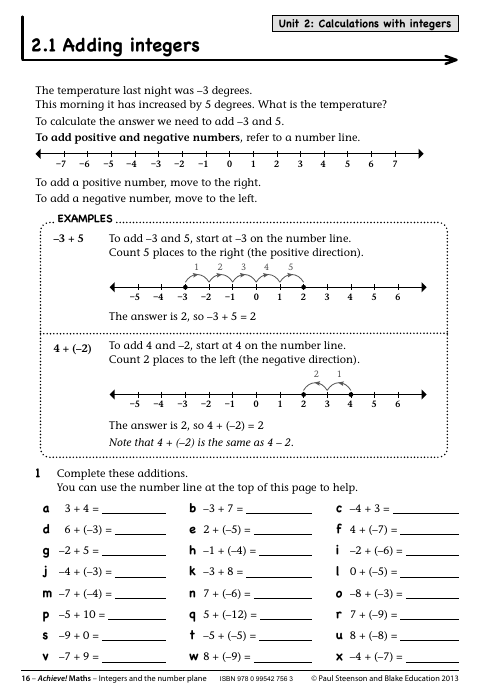 Unit 2: Calculations with integers
2.1 Adding integers
The temperature last night was –3 degrees.
This morning it has increased by 5 degrees. What is the temperature?
To calculate the answer we need to add –3 and 5.
To add positive and negative numbers, refer to a number line.
–7 –6 –5 –4 –3 –2 –1 0 1 2 3 4 5 6 7
To add a positive number, move to the right.
To add a negative number, move to the left.
EXAMPLES
–3 + 5 To add –3 and 5, start at –3 on the number line.
Count 5 places to the right (the positive direction).
1 2 3 4 5
–5 –4 –3 –2 –1 0 1 2 3 4 5 6
The answer is 2, so –3 + 5 = 2
4 + (–2) To add 4 and –2, start at 4 on the number line.
Count 2 places to the left (the negative direction).
2 1
–5 –4 –3 –2 –1 0 1 2 3 4 5 6
The answer is 2, so 4 + (–2) = 2
Note that 4 + (–2) is the same as 4 – 2.
1 Complete these additions.
You can use the number line at the top of this page to help.
a 3 + 4 = b –3 + 7 = c –4 + 3 =
d 6 + (–3) = e 2 + (–5) = f 4 + (–7) =
g –2 + 5 = h –1 + (–4) = i –2 + (–6) =
j –4 + (–3) = k –3 + 8 = l 0 + (–5) =
m –7 + (–4) = n 7 + (–6) = o –8 + (–3) =
p –5 + 10 = q 5 + (–12) = r 7 + (–9) =
s –9 + 0 = t –5 + (–5) = u 8 + (–8) =
v –7 + 9 = w 8 + (–9) = x –4 + (–7) =
16 – Achieve! Maths – Integers and the number plane ISBN 978 0 99542 756 3 © Paul Steenson and Blake Education 2013